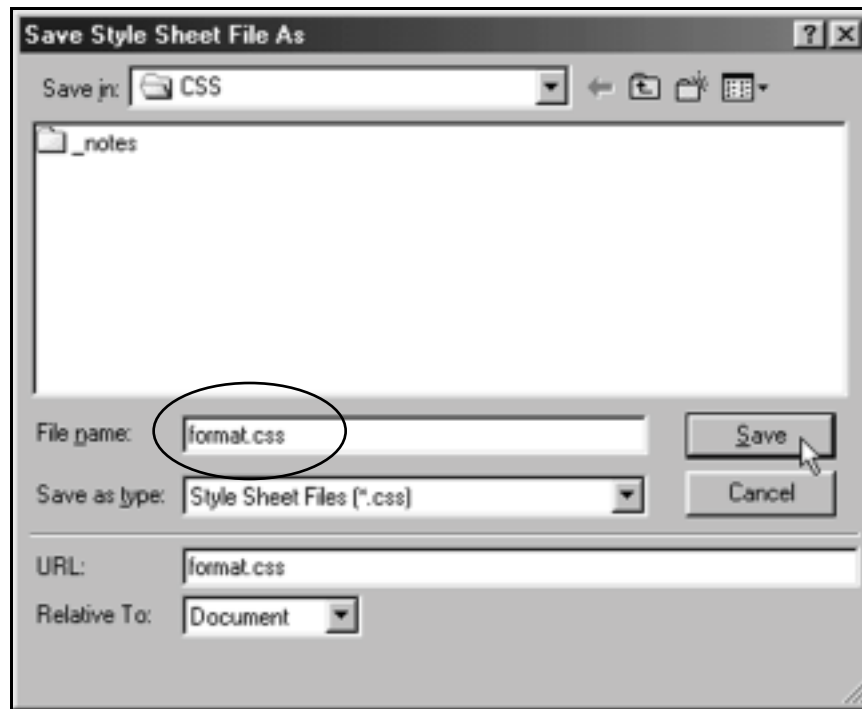 Save Style Sheet File As
Save in: CSS
_notes
File name: format.css
Save
Save as type: Style Sheet Files (*.css)
Cancel
URL: format.css
Relative To: Document